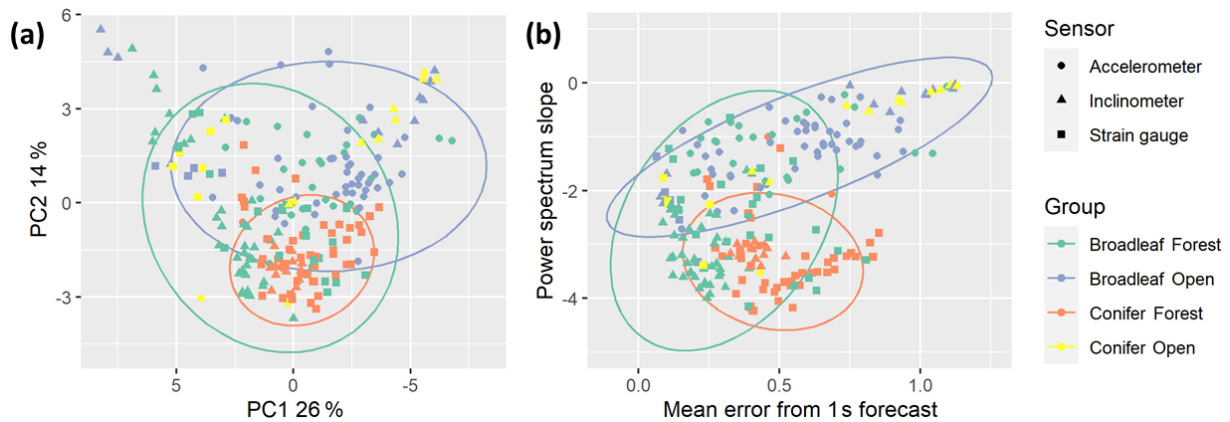 (a)
6
3
0
-3
PC2 14 %
5
0
-5
PC1 26 %
(b)
0
-2
-4
Power spectrum slope
0.0
0.5
1.0
Mean error from 1s forecast
Sensor
Accelerometer
Inclinometer
Strain gauge
Group
Broadleaf Forest
Broadleaf Open
Conifer Forest
Conifer Open